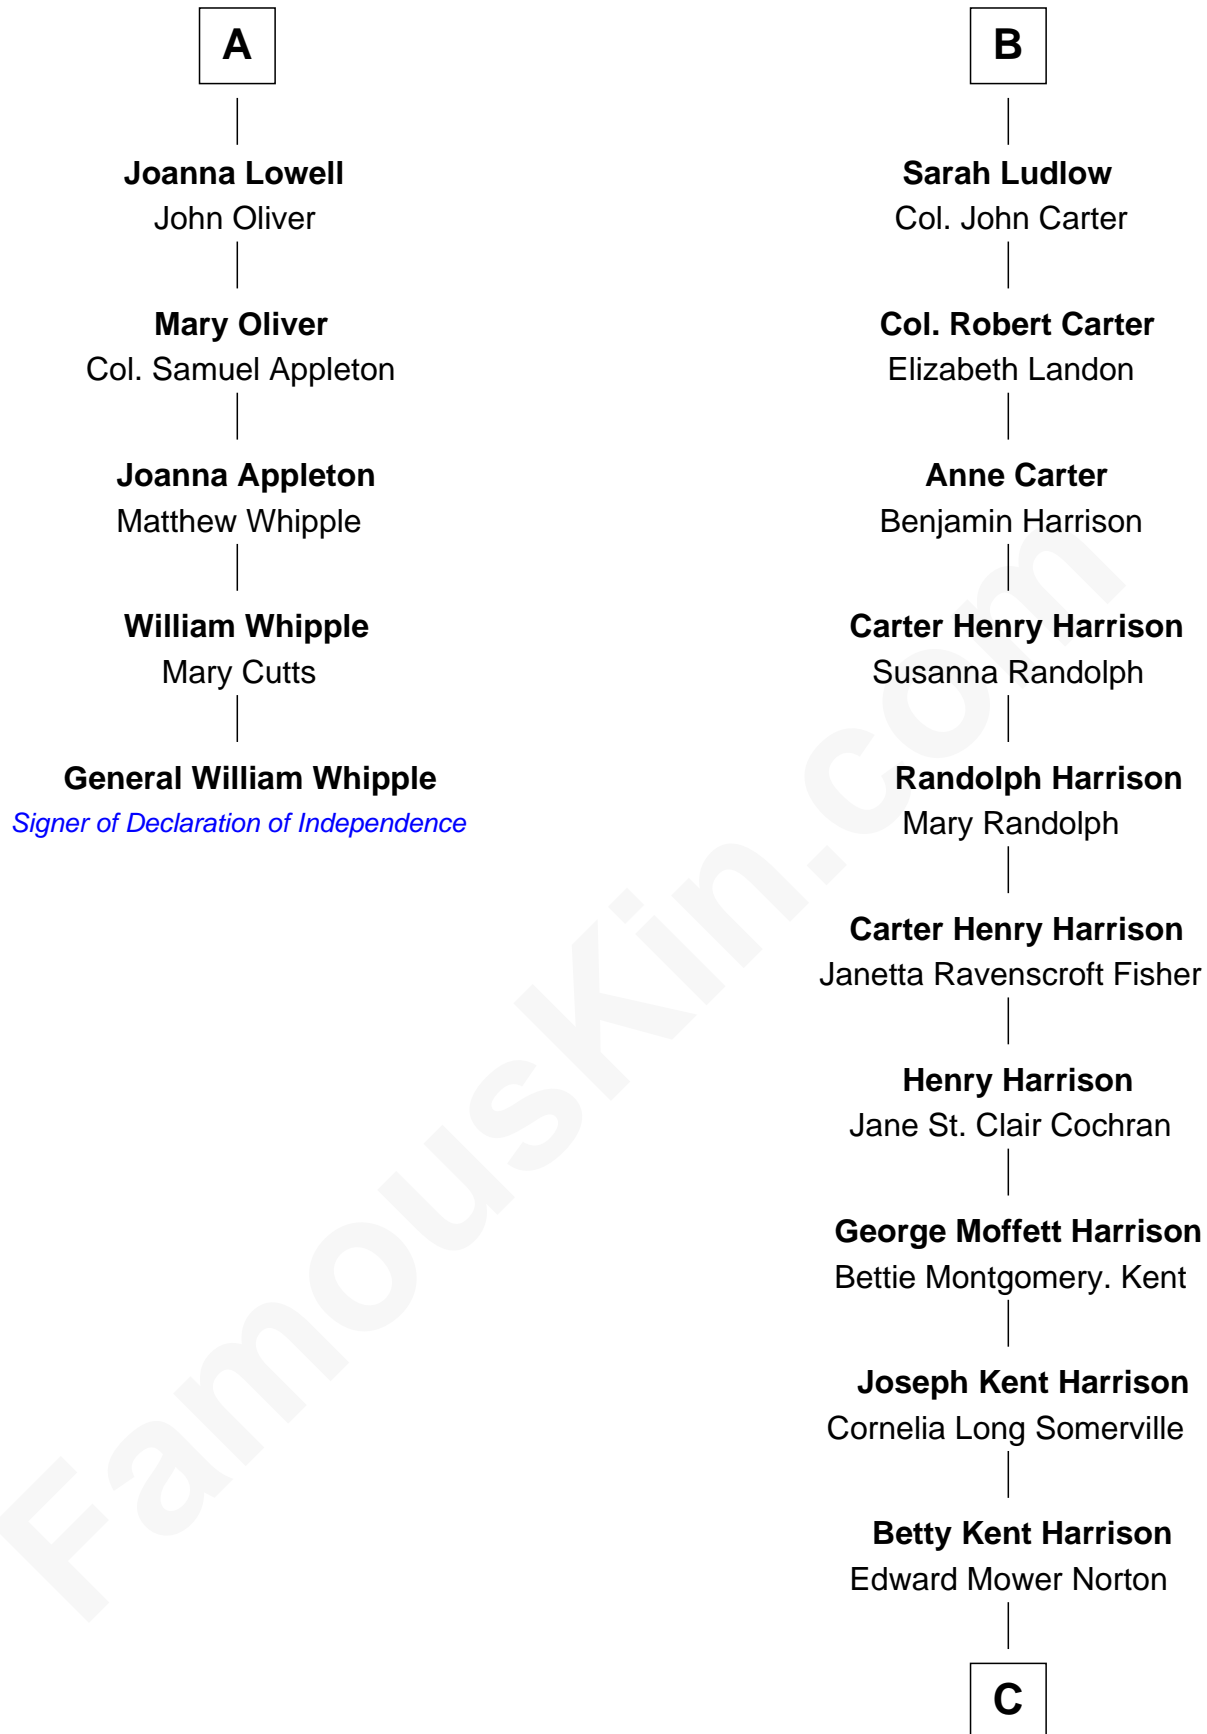 A
Joanna Lowell
John Oliver
Mary Oliver
Col. Samuel Appleton
Joanna Appleton
Matthew Whipple
William Whipple
Mary Cutts
General William Whipple
Signer of Declaration of Independence
B
Sarah Ludlow
Col. John Carter
Col. Robert Carter
Elizabeth Landon
Anne Carter
Benjamin Harrison
Carter Henry Harrison
Susanna Randolph
Randolph Harrison
Mary Randolph
Carter Henry Harrison
Janetta Ravenscroft Fisher
Henry Harrison
Jane St. Clair Cochran
George Moffett Harrison
Bettie Montgomery. Kent
Joseph Kent Harrison
Cornelia Long Somerville
Betty Kent Harrison
Edward Mower Norton
C
FamousKin.com